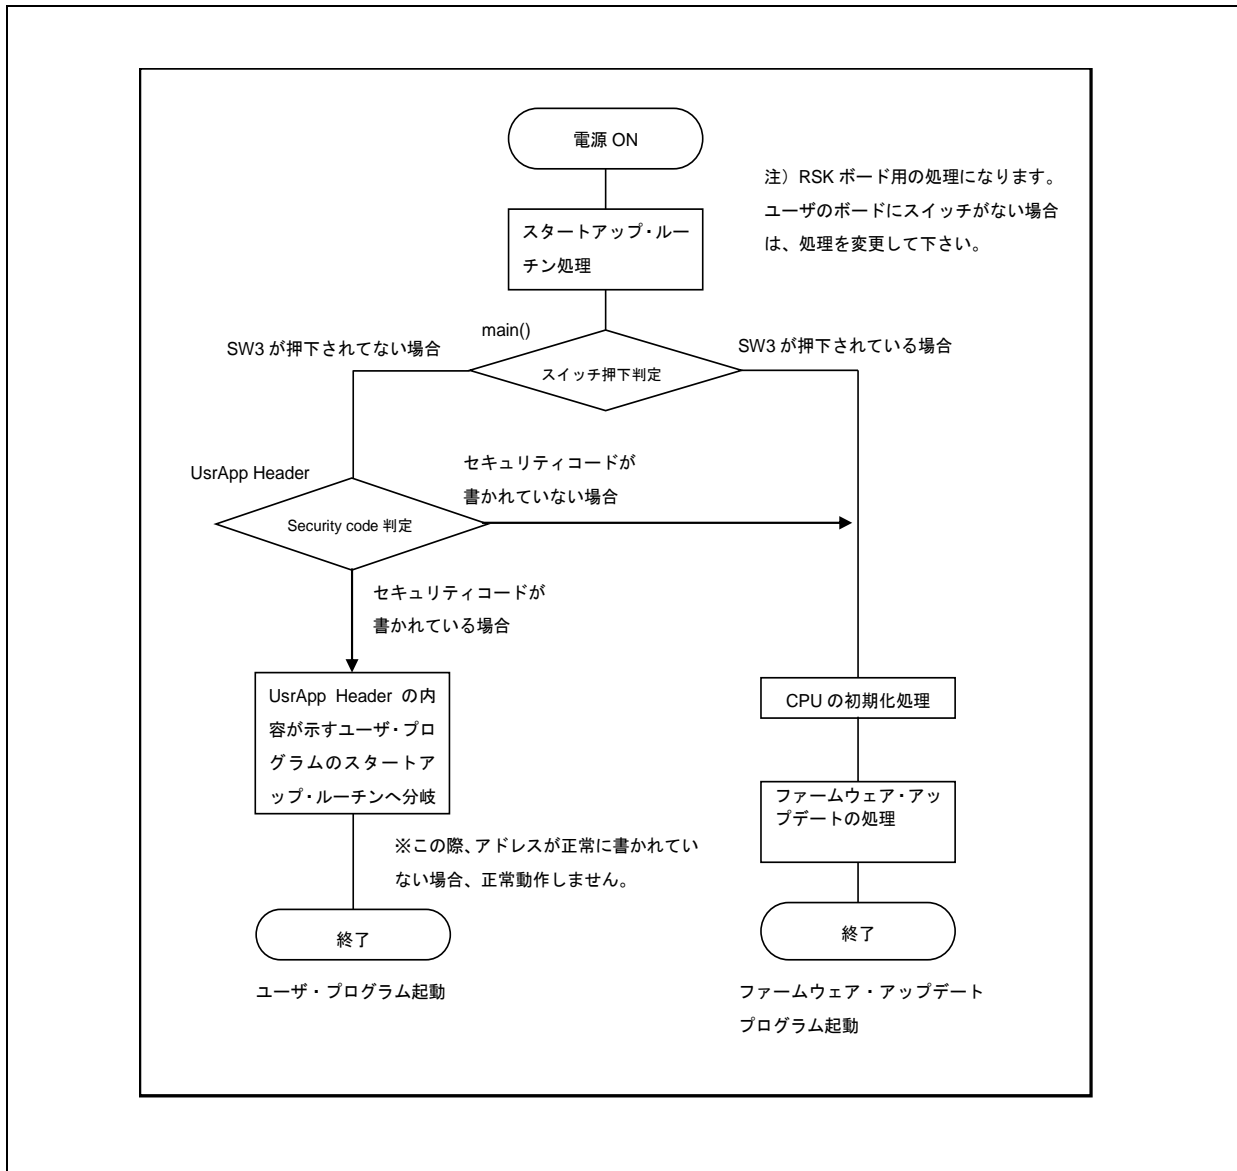 電源 ON
注）RSK ボード用の処理になります。
ユーザのボードにスイッチがない場合
は、処理を変更して下さい。
スタートアップ・ルー
チン処理
main()
SW3 が押下されてない場合
SW3 が押下されている場合
スイッチ押下判定
UsrApp Header
セキュリティコードが
書かれていない場合
Security code 判定
セキュリティコードが
書かれている場合
UsrApp Header の内
容が示すユーザ・プロ
グラムのスタートア
ップ・ルーチンへ分岐
CPU の初期化処理
ファームウェア・アッ
プデートの処理
※この際、アドレスが正常に書かれてい
ない場合、正常動作しません。
終了
終了
ユーザ・プログラム起動
ファームウェア・アップデート
プログラム起動